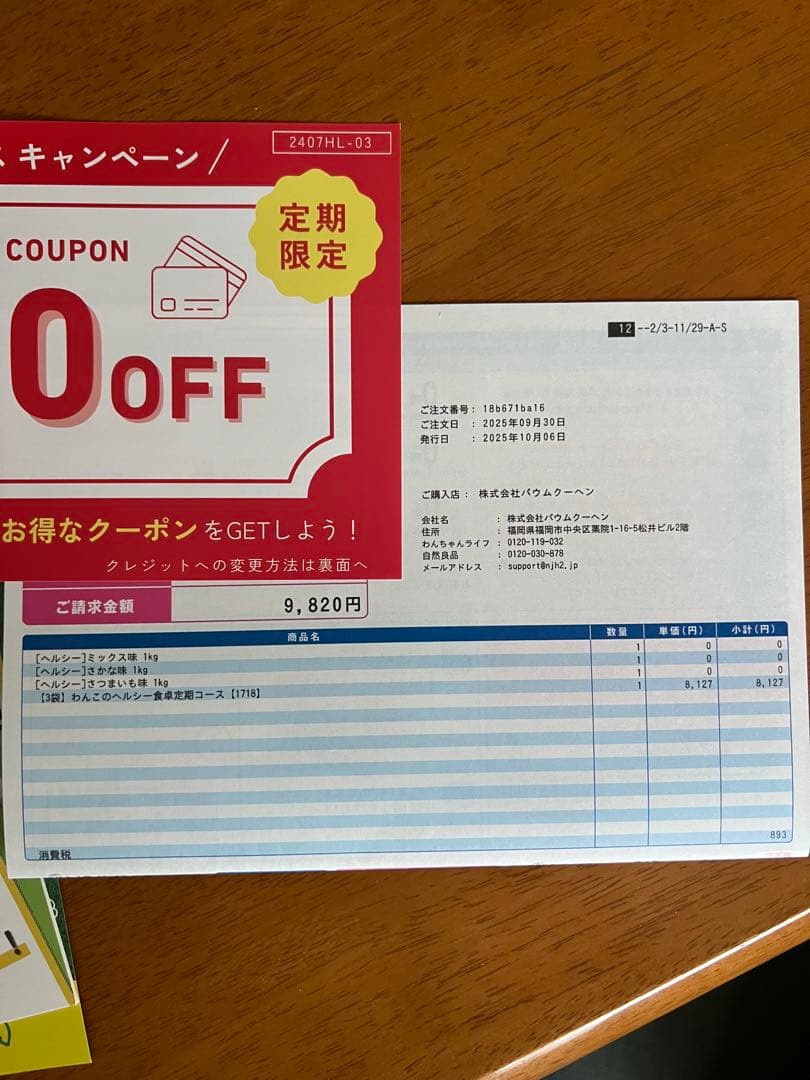 キャンペーン
2407HL-03
定期
限定
COUPON
0OFF
お得なクーポンをGETしよう！
クレジットへの変更方法は裏面へ
12--2/3-11/29-A-S
ご注文番号： 18b671ba16
ご注文日 ： 2025年09月30日
発行日 ： 2025年10月06日
ご購入店： 株式会社バウムクーヘン
会社名 ： 株式会社バウムクーヘン
住所 ： 福岡県福岡市中央区薬院1-16-5松井ビル2階
わんちゃんライフ ： 0120-119-032
自然良品 ： 0120-030-878
メールアドレス ： support@njh2.jp
ご請求金額 9,820円
商品名 数量 単価(円) 小計(円)
[ヘルシー]ミックス味 1kg 1 0 0
[ヘルシー]さかな味 1kg 1 0 0
[ヘルシー]さつまいも味 1kg 1 0 0
【3袋】わんこのヘルシー食卓定期コース【1718】 1 8,127 8,127
消費税 893